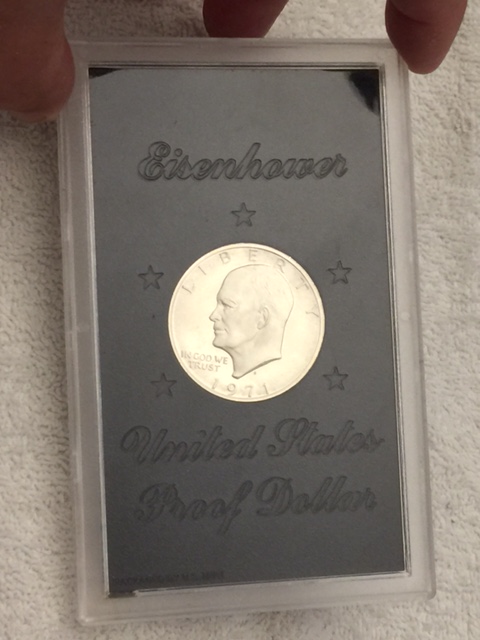 Eisenhower
LIBERTY
IN GOD WE
TRUST
1971
United States
Proof Dollar